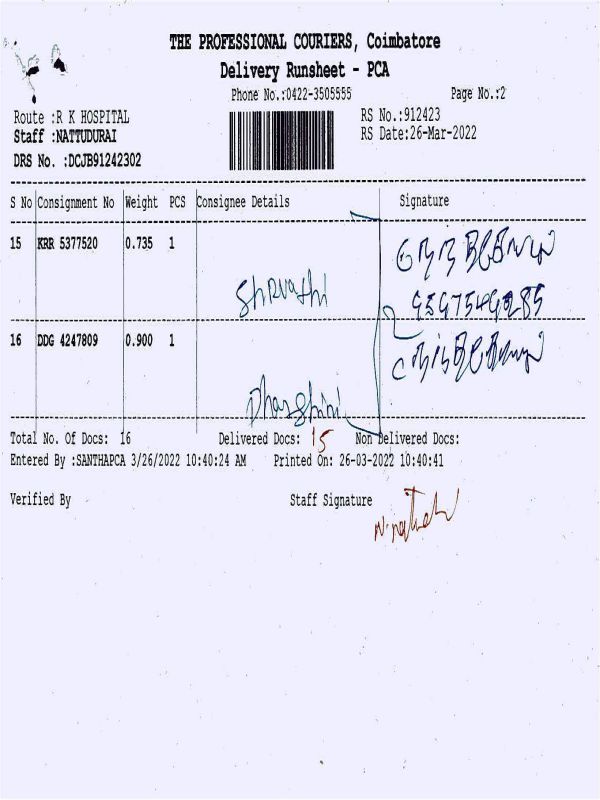 THE PROFESSIONAL COURIERS, Coimbatore
Delivery Runsheet - PCA
Phone No.:0422-3505555 Page No.:2
Route :R K HOSPITAL RS No.:912423
Staff :NATTUDURAI RS Date:26-Mar-2022
DRS No. :DCJB91242302
S No Consignment No Weight PCS Consignee Details Signature
15 KRR 5377520 0.735 1
Shrvathi
16 DDG 4247809 0.900 1
Dharshini
Total No. Of Docs: 16 Delivered Docs: 15 Non Delivered Docs:
Entered By :SANTHAPCA 3/26/2022 10:40:24 AM Printed On: 26-03-2022 10:40:41
Verified By Staff Signature